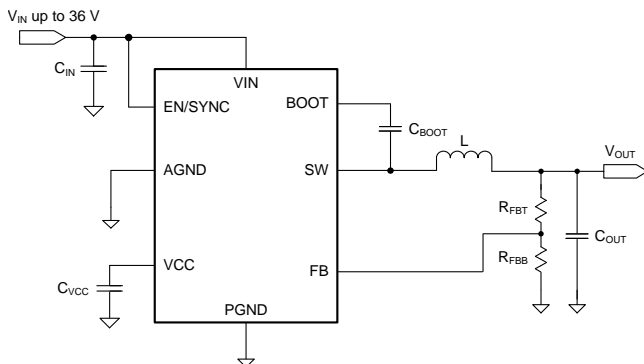 V_IN up to 36 V
C_IN
VIN
EN/SYNC
BOOT
C_BOOT
L
V_OUT
AGND
SW
R_FBT
C_OUT
R_FBB
VCC
FB
C_VCC
PGND